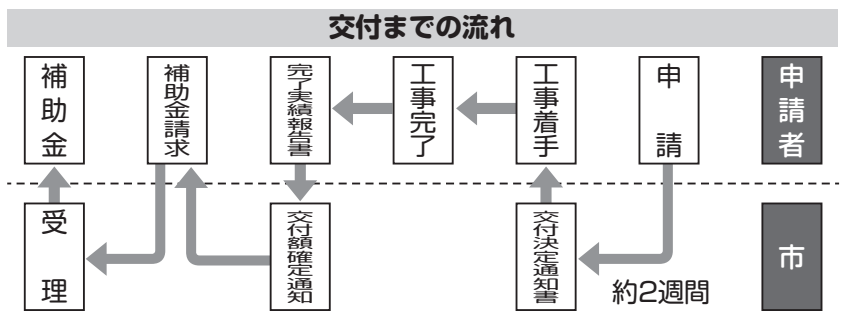 交付までの流れ
申請者
申請
工事着手
工事完了
完了実績報告書
補助金請求
補助金
市
約2週間
交付決定通知書
交付額確定通知
受理